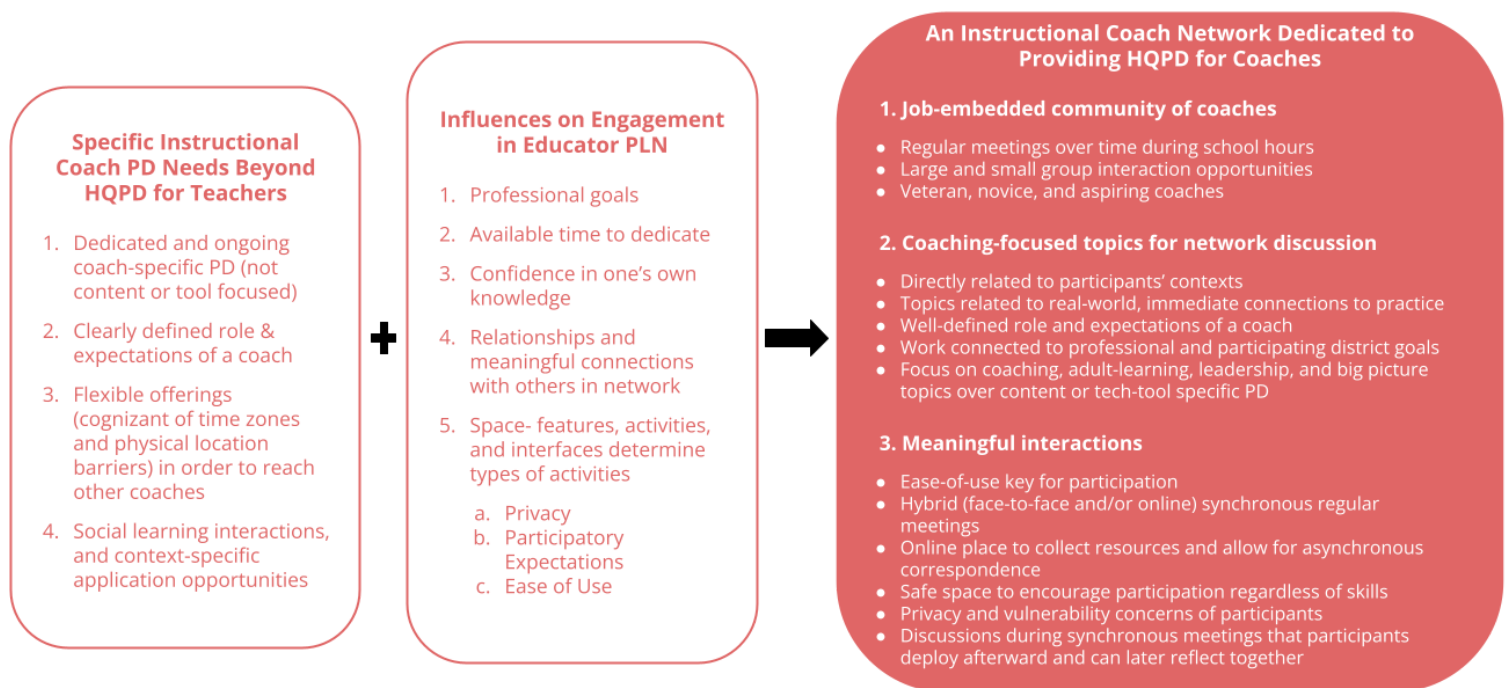 Specific Instructional
Coach PD Needs Beyond
HQPD for Teachers
1. Dedicated and ongoing
coach-specific PD (not
content or tool focused)
2. Clearly defined role &
expectations of a coach
3. Flexible offerings
(cognizant of time zones
and physical location
barriers) in order to reach
other coaches
4. Social learning interactions,
and context-specific
application opportunities
Influences on Engagement
in Educator PLN
1. Professional goals
2. Available time to dedicate
3. Confidence in one's own
knowledge
4. Relationships and
meaningful connections
with others in network
5. Space- features, activities,
and interfaces determine
types of activities
a. Privacy
b. Participatory
Expectations
c. Ease of Use
An Instructional Coach Network Dedicated to
Providing HQPD for Coaches
1. Job-embedded community of coaches
● Regular meetings over time during school hours
● Large and small group interaction opportunities
● Veteran, novice, and aspiring coaches
2. Coaching-focused topics for network discussion
● Directly related to participants' contexts
● Topics related to real-world, immediate connections to practice
● Well-defined role and expectations of a coach
● Work connected to professional and participating district goals
● Focus on coaching, adult-learning, leadership, and big picture
topics over content or tech-tool specific PD
3. Meaningful interactions
● Ease-of-use key for participation
● Hybrid (face-to-face and/or online) synchronous regular
meetings
● Online place to collect resources and allow for asynchronous
correspondence
● Safe space to encourage participation regardless of skills
● Privacy and vulnerability concerns of participants
● Discussions during synchronous meetings that participants
deploy afterward and can later reflect together